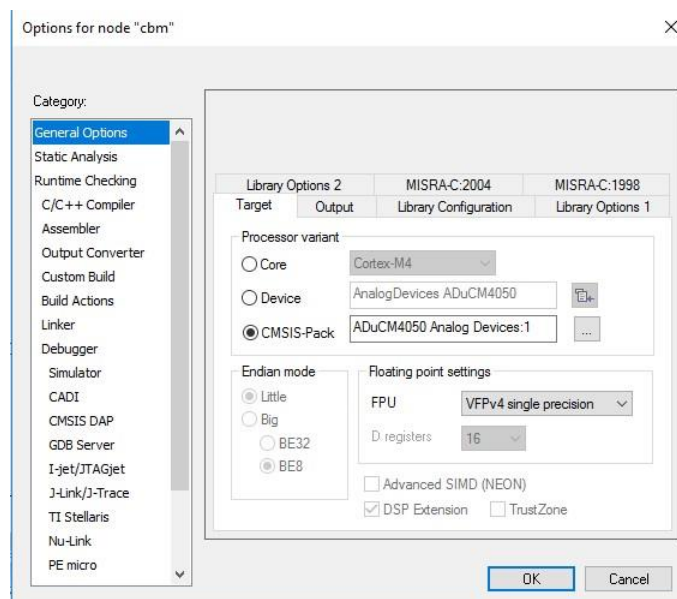 Options for node "cbm"
Category:
General Options
Static Analysis
Runtime Checking
C/C++ Compiler
Assembler
Output Converter
Custom Build
Build Actions
Linker
Debugger
Simulator
CADI
CMSIS DAP
GDB Server
I-jet/JTAGjet
J-Link/J-Trace
TI Stellaris
Nu-Link
PE micro
Library Options 2 MISRA-C:2004 MISRA-C:1998
Target Output Library Configuration Library Options 1
Processor variant
Core Cortex-M4
Device AnalogDevices ADuCM4050
CMSIS-Pack ADuCM4050 Analog Devices:1 ...
Endian mode
Little
Big
BE32
BE8
Floating point settings
FPU VFPv4 single precision
D registers 16
Advanced SIMD (NEON)
DSP Extension TrustZone
OK Cancel